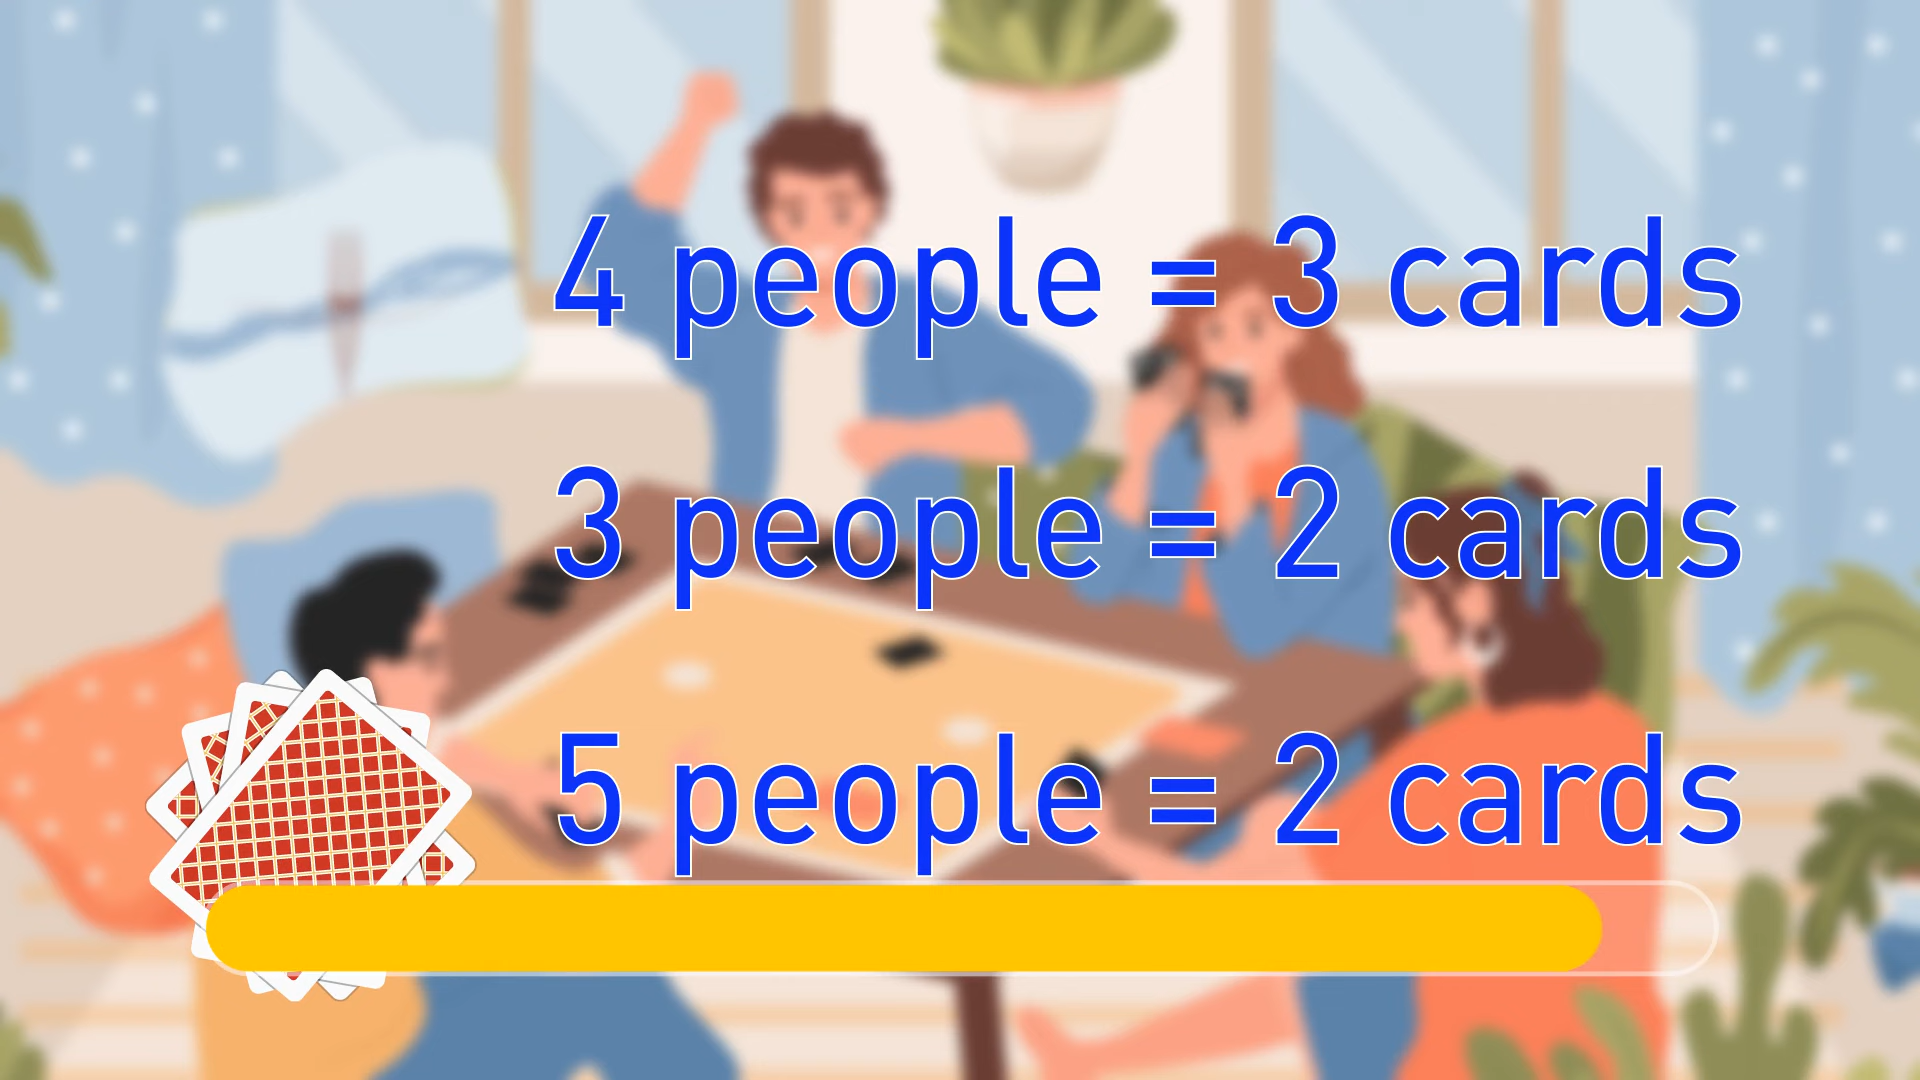 4 people = 3 cards
3 people = 2 cards
5 people = 2 cards